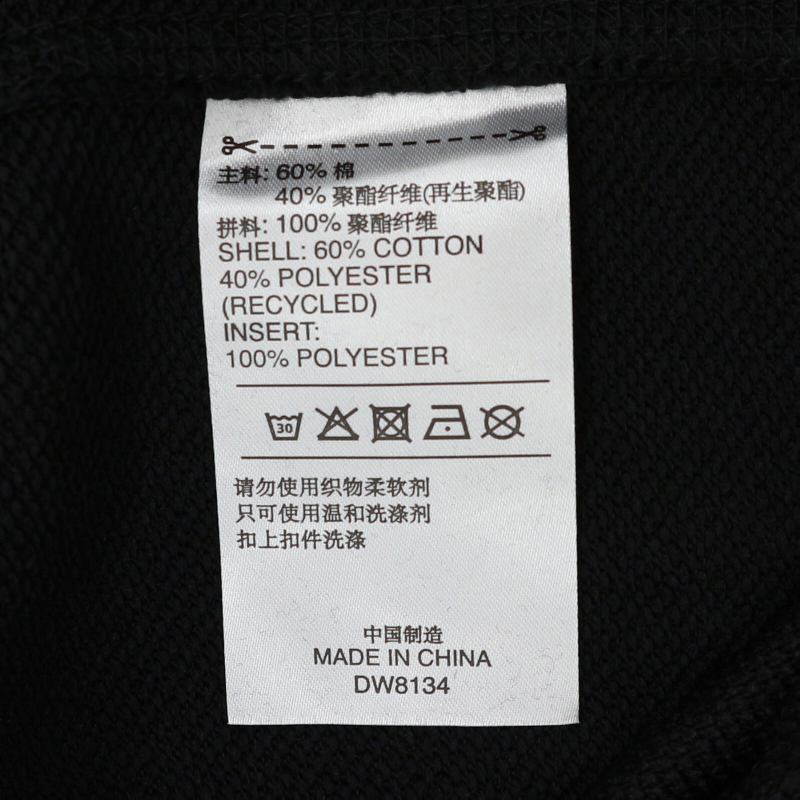 主料: 60% 棉
40% 聚酯纤维(再生聚酯)
拼料: 100% 聚酯纤维
SHELL: 60% COTTON
40% POLYESTER
(RECYCLED)
INSERT:
100% POLYESTER
30
请勿使用织物柔软剂
只可使用温和洗涤剂
扣上扣件洗涤
中国制造
MADE IN CHINA
DW8134